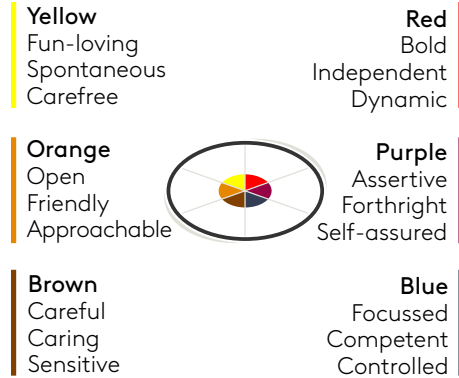 Yellow
Fun-loving
Spontaneous
Carefree
Red
Bold
Independent
Dynamic
Orange
Open
Friendly
Approachable
Purple
Assertive
Forthright
Self-assured
Brown
Careful
Caring
Sensitive
Blue
Focussed
Competent
Controlled